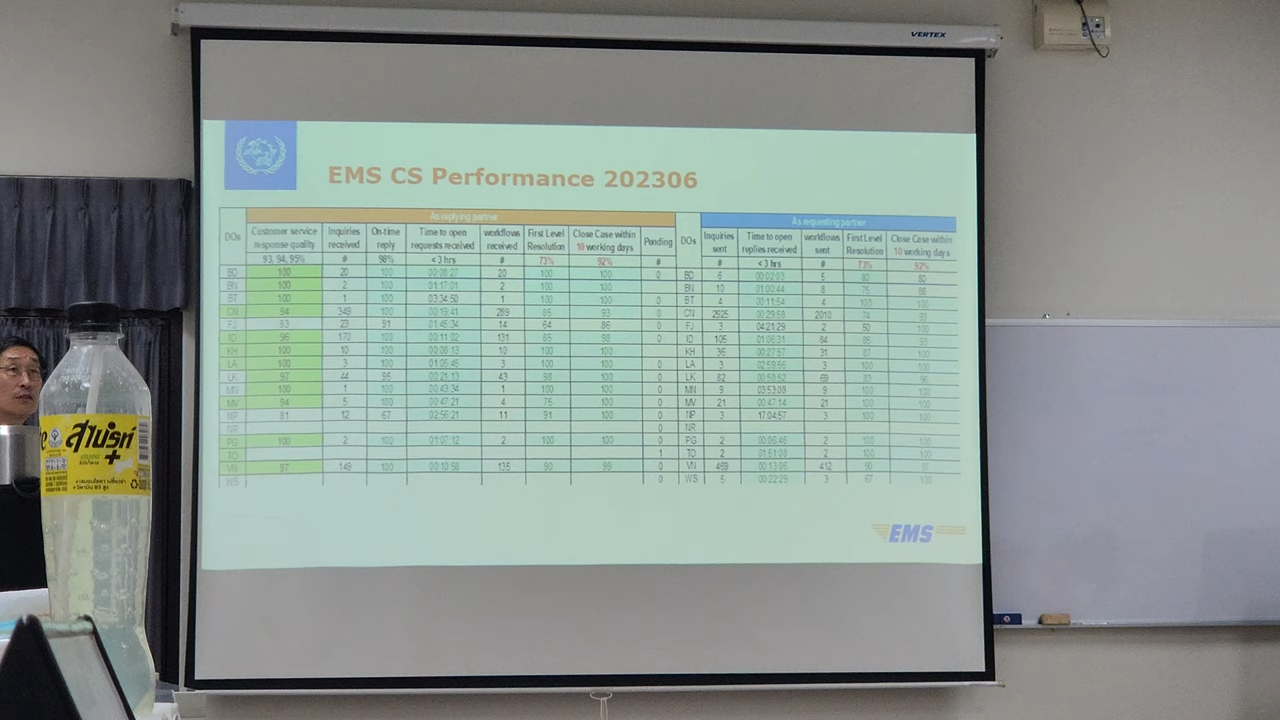 VERTEX
EMS CS Performance 202306
As replying partner As requesting partner
DOs Customer service response quality Inquiries received On-time reply Time to open requests received workflows received First Level Resolution Close Case within 10 working days Pending DOs Inquiries sent Time to open replies received workflows sent First Level Resolution Close Case within 10 working days
93, 94, 95% # 98% <3 hrs # 73% 92% # # <3 hrs # 73% 92%
BD 100 20 100 00:08:27 20 100 100 0 BD 6 00:02:03 5 80 80
BN 100 2 100 01:17:01 2 100 100 BN 10 01:00:44 8 75 88
BT 100 1 100 03:34:50 1 100 100 0 BT 4 00:11:54 4 100 100
CN 94 349 100 00:19:41 289 85 93 0 CN 2925 00:29:58 2010 74 93
FJ 83 23 91 01:45:34 14 64 86 0 FJ 3 04:21:29 2 50 100
ID 96 170 100 00:11:02 131 85 98 0 ID 105 01:06:31 84 85 93
KH 100 10 100 00:08:13 10 100 100 KH 36 00:27:57 31 87 100
LA 100 3 100 01:05:45 3 100 100 0 LA 3 02:59:56 3 100 100
LK 97 44 95 00:21:13 43 98 100 0 LK 82 00:50:52 69 83 96
MN 100 1 100 00:43:34 1 100 100 0 MN 9 03:53:08 9 100 100
MV 94 5 100 00:47:21 4 75 100 0 MV 21 00:47:14 21 100 100
NP 81 12 67 02:56:21 11 91 100 0 NP 3 17:04:57 3 100 100
NR 0 NR
PG 100 2 100 01:07:12 2 100 100 0 PG 2 00:06:46 2 100 100
TO 1 TO 2 01:51:08 2 100 100
VN 97 149 100 00:10:58 135 90 99 0 VN 469 00:13:06 412 90 97
WS 0 WS 5 00:22:29 3 67 100
EMS
สไปรท์
+